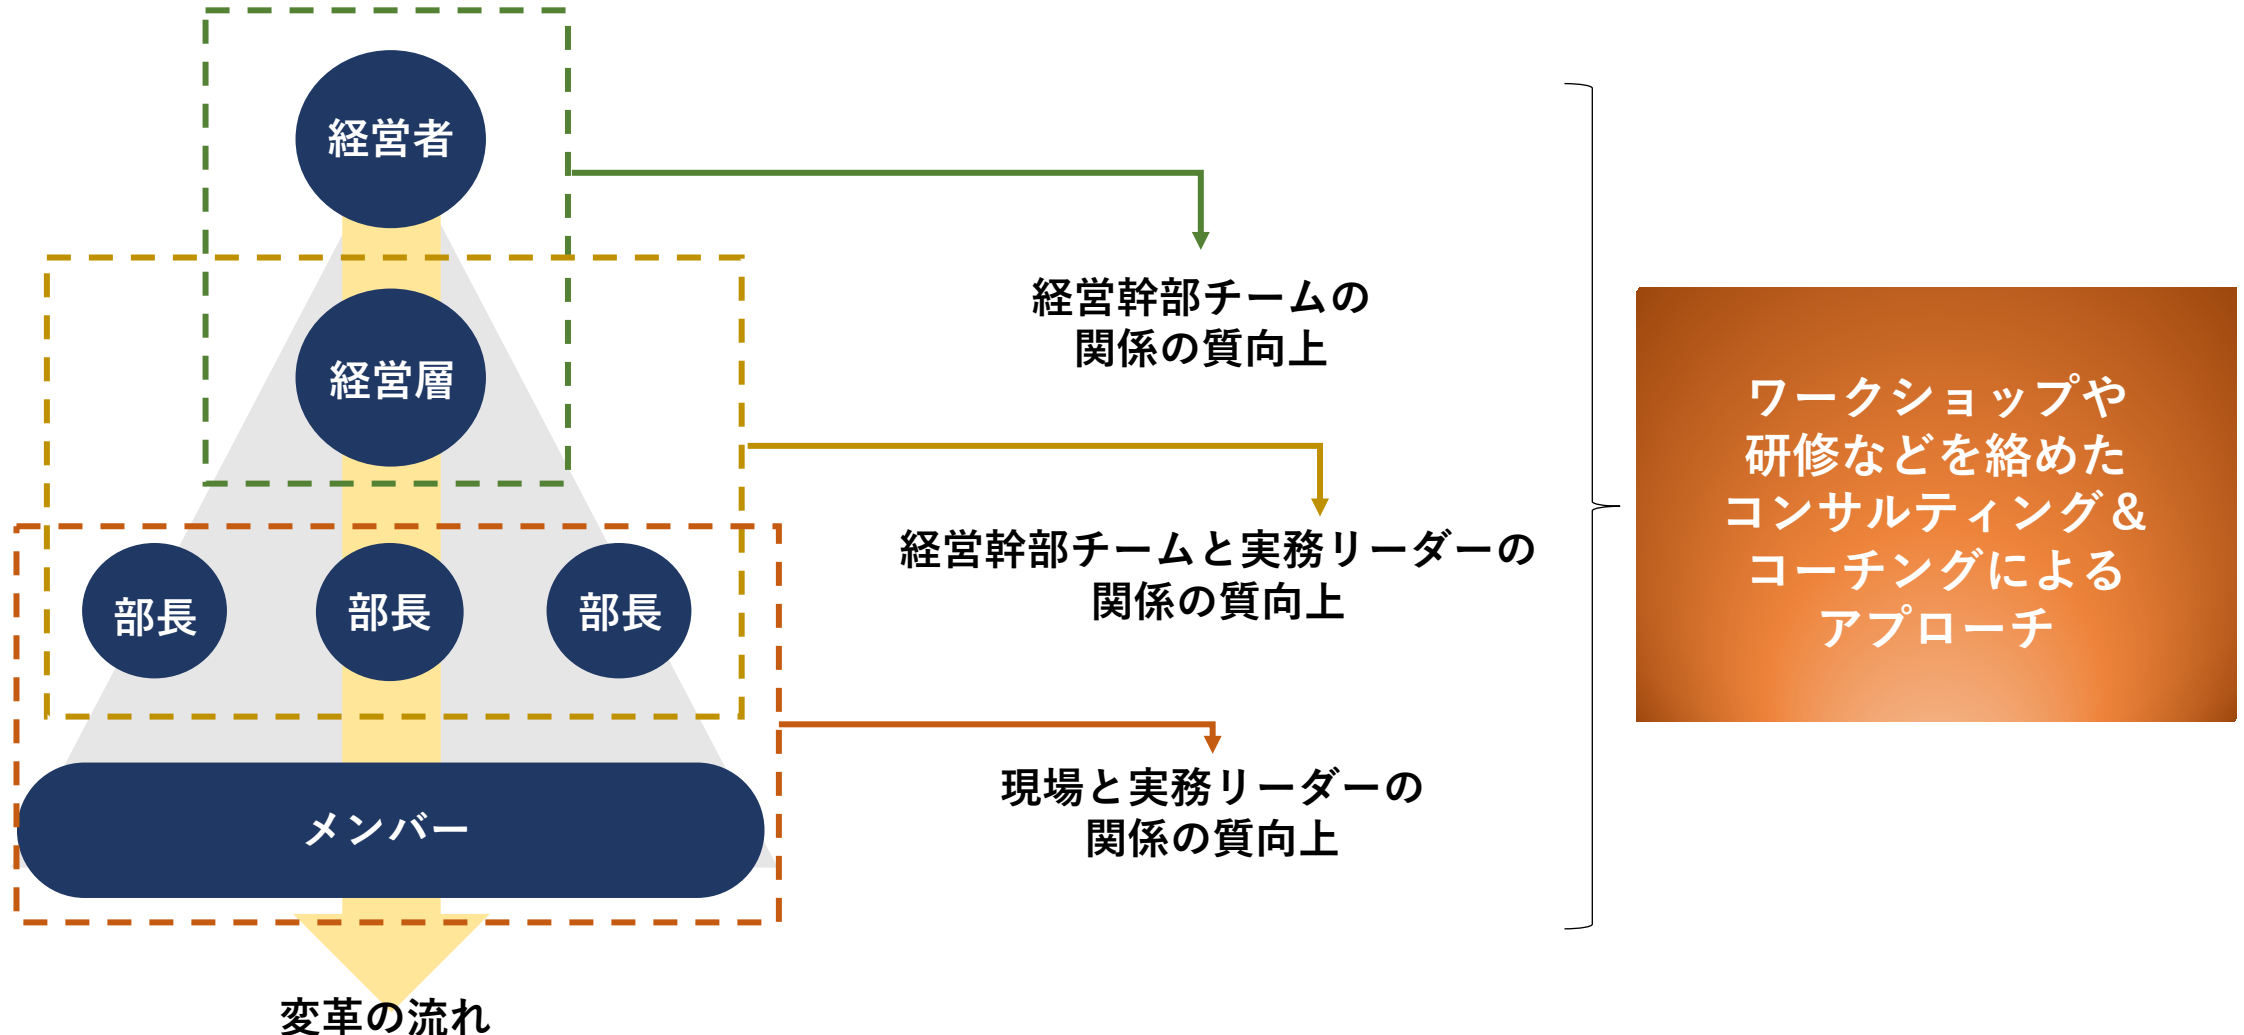 経営者
経営層
部長
部長
部長
メンバー
変革の流れ
経営幹部チームの
関係の質向上
経営幹部チームと実務リーダーの
関係の質向上
現場と実務リーダーの
関係の質向上
ワークショップや
研修などを絡めた
コンサルティング＆
コーチングによる
アプローチ